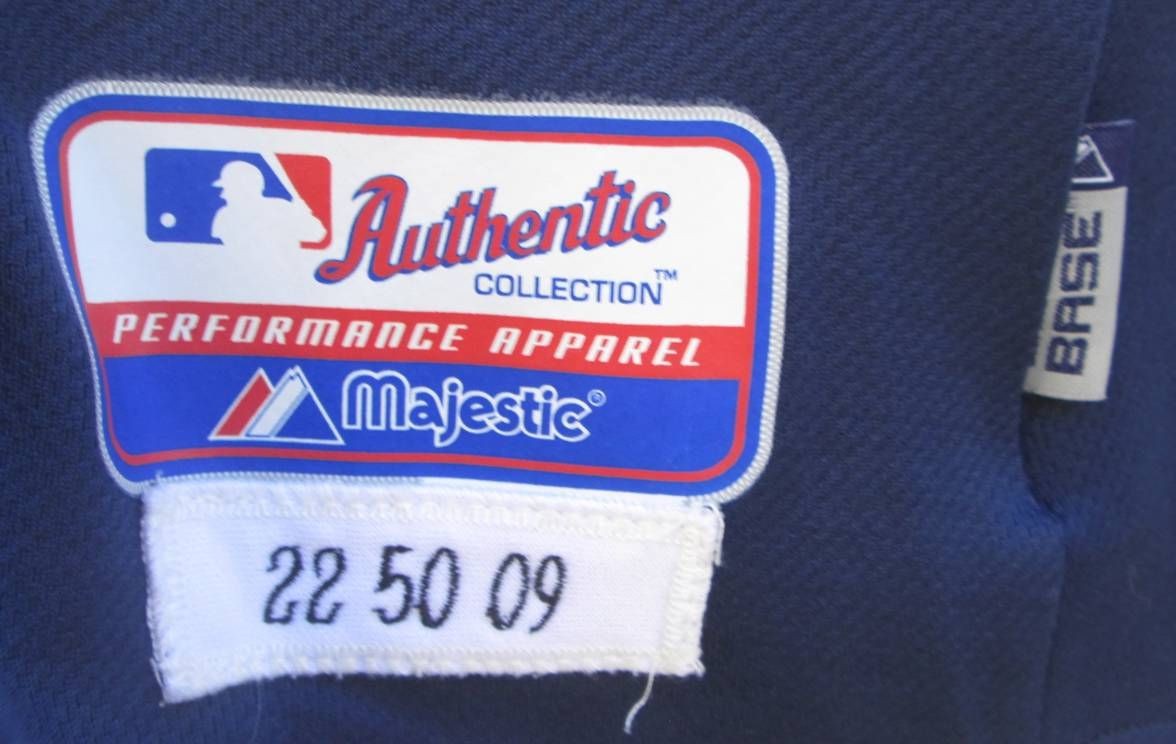 Authentic
COLLECTION™
PERFORMANCE APPAREL
Majestic®
22 50 09
BASE